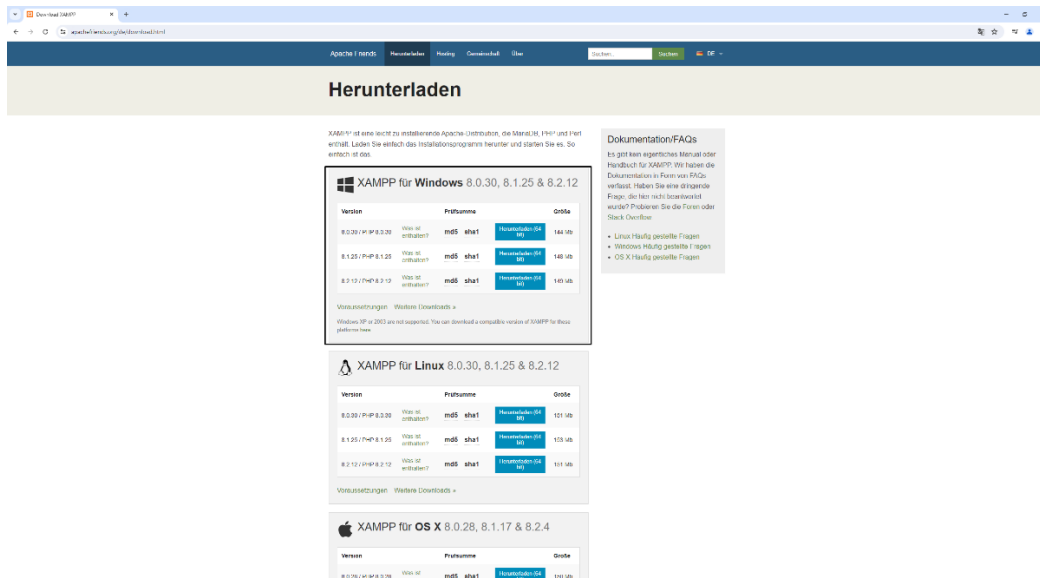 Download XAMPP
apachefriends.org/de/download.html
Apache Friends Herunterladen Hosting Gemeinschaft Über Suchen... Suchen DE
Herunterladen
XAMPP ist eine leicht zu installierende Apache-Distribution, die MariaDB, PHP und Perl
enthält. Laden Sie einfach das Installationsprogramm herunter und starten Sie es. So
einfach ist das.
XAMPP für Windows 8.0.30, 8.1.25 & 8.2.12
Version Prüfsumme Größe
8.0.30 / PHP 8.0.30 Was ist enthalten? md5 sha1 Herunterladen (64 bit) 144 Mb
8.1.25 / PHP 8.1.25 Was ist enthalten? md5 sha1 Herunterladen (64 bit) 148 Mb
8.2.12 / PHP 8.2.12 Was ist enthalten? md5 sha1 Herunterladen (64 bit) 149 Mb
Voraussetzungen Weitere Downloads »
Windows XP or 2003 are not supported. You can download a compatible version of XAMPP for these
platforms here.
XAMPP für Linux 8.0.30, 8.1.25 & 8.2.12
Version Prüfsumme Größe
8.0.30 / PHP 8.0.30 Was ist enthalten? md5 sha1 Herunterladen (64 bit) 151 Mb
8.1.25 / PHP 8.1.25 Was ist enthalten? md5 sha1 Herunterladen (64 bit) 153 Mb
8.2.12 / PHP 8.2.12 Was ist enthalten? md5 sha1 Herunterladen (64 bit) 151 Mb
Voraussetzungen Weitere Downloads »
XAMPP für OS X 8.0.28, 8.1.17 & 8.2.4
Version Prüfsumme Größe
8.0.28 / PHP 8.0.28 Was ist md5 sha1 Herunterladen (64 Mb
Dokumentation/FAQs
Es gibt kein eigentliches Manual oder
Handbuch für XAMPP. Wir haben die
Dokumentation in Form von FAQs
verfasst. Haben Sie eine dringende
Frage, die hier nicht beantwortet
wurde? Probieren Sie die Foren oder
Stack Overflow.
• Linux Häufig gestellte Fragen
• Windows Häufig gestellte Fragen
• OS X Häufig gestellte Fragen